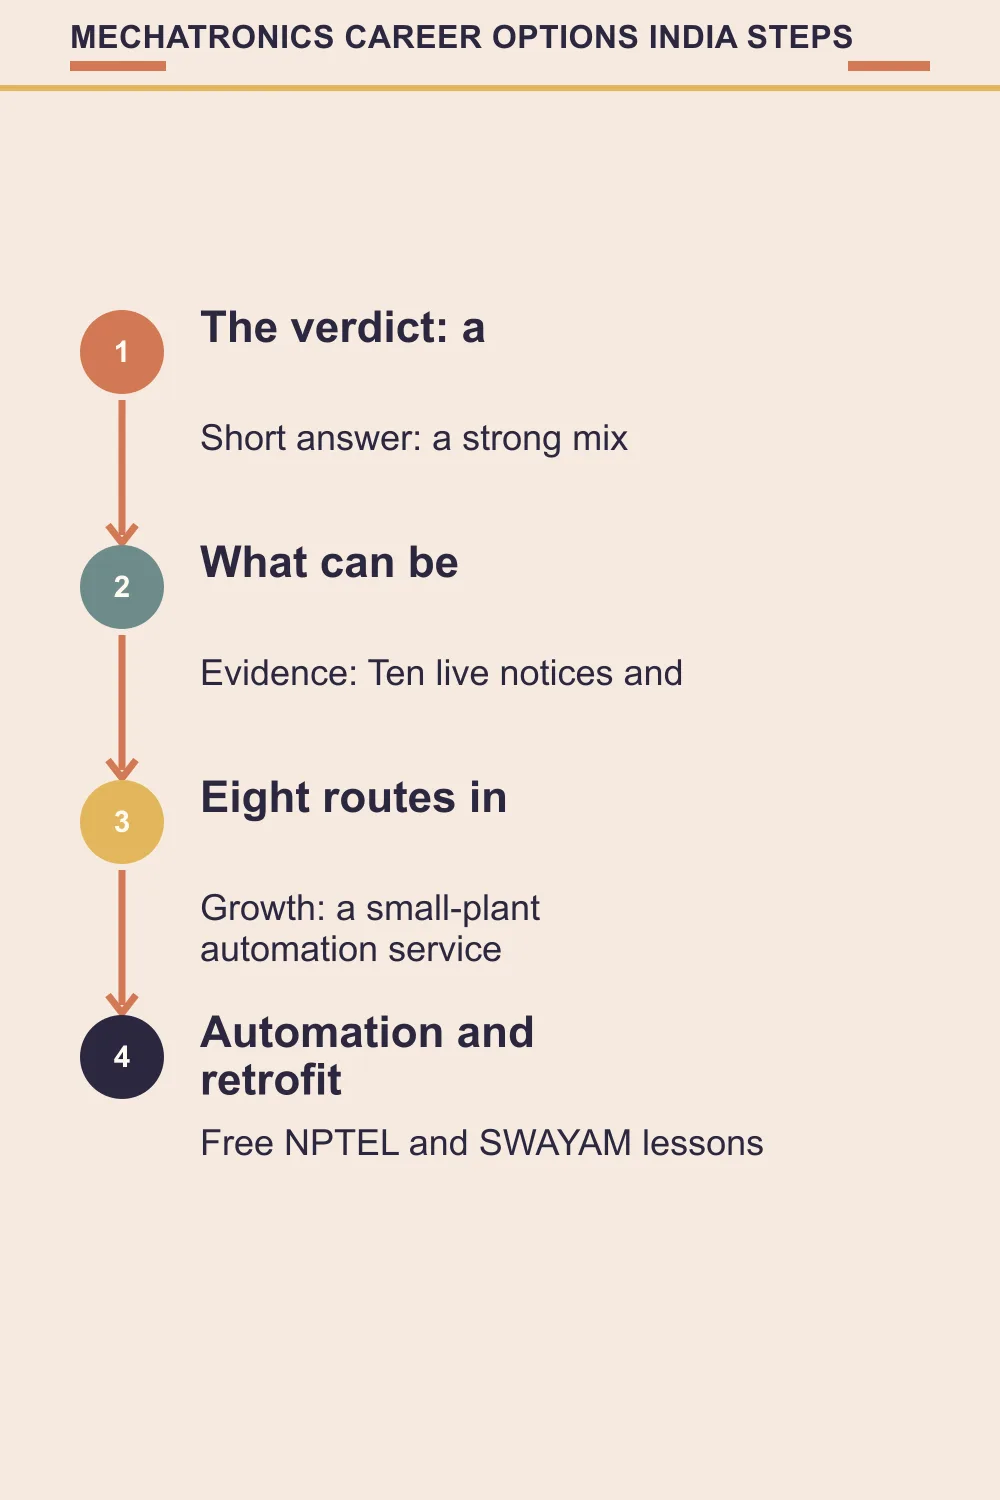 MECHATRONICS CAREER OPTIONS INDIA STEPS
1
The verdict: a
Short answer: a strong mix
2
What can be
Evidence: Ten live notices and
3
Eight routes in
Growth: a small-plant
automation service
4
Automation and
retrofit
Free NPTEL and SWAYAM lessons